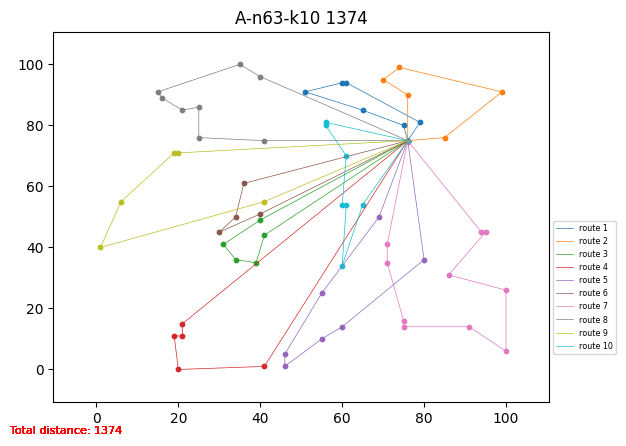 A-n63-k10 1374
100
80
60
40
20
0
0 20 40 60 80 100
route 1
route 2
route 3
route 4
route 5
route 6
route 7
route 8
route 9
route 10
Total distance: 1374